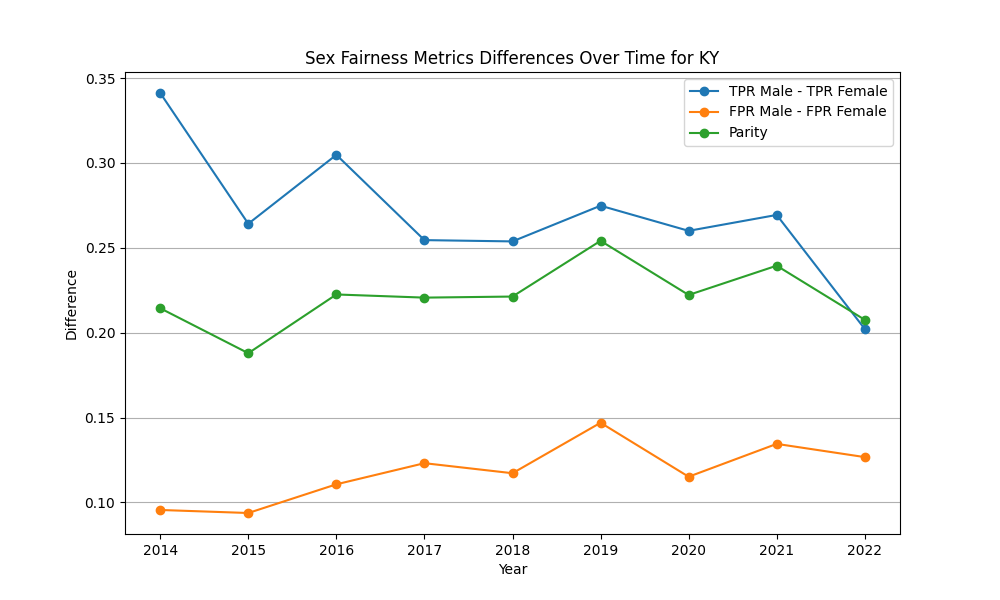 Sex Fairness Metrics Differences Over Time for KY
TPR Male - TPR Female
FPR Male - FPR Female
Parity
0.35
0.30
0.25
0.20
0.15
0.10
Difference
2014 2015 2016 2017 2018 2019 2020 2021 2022
Year